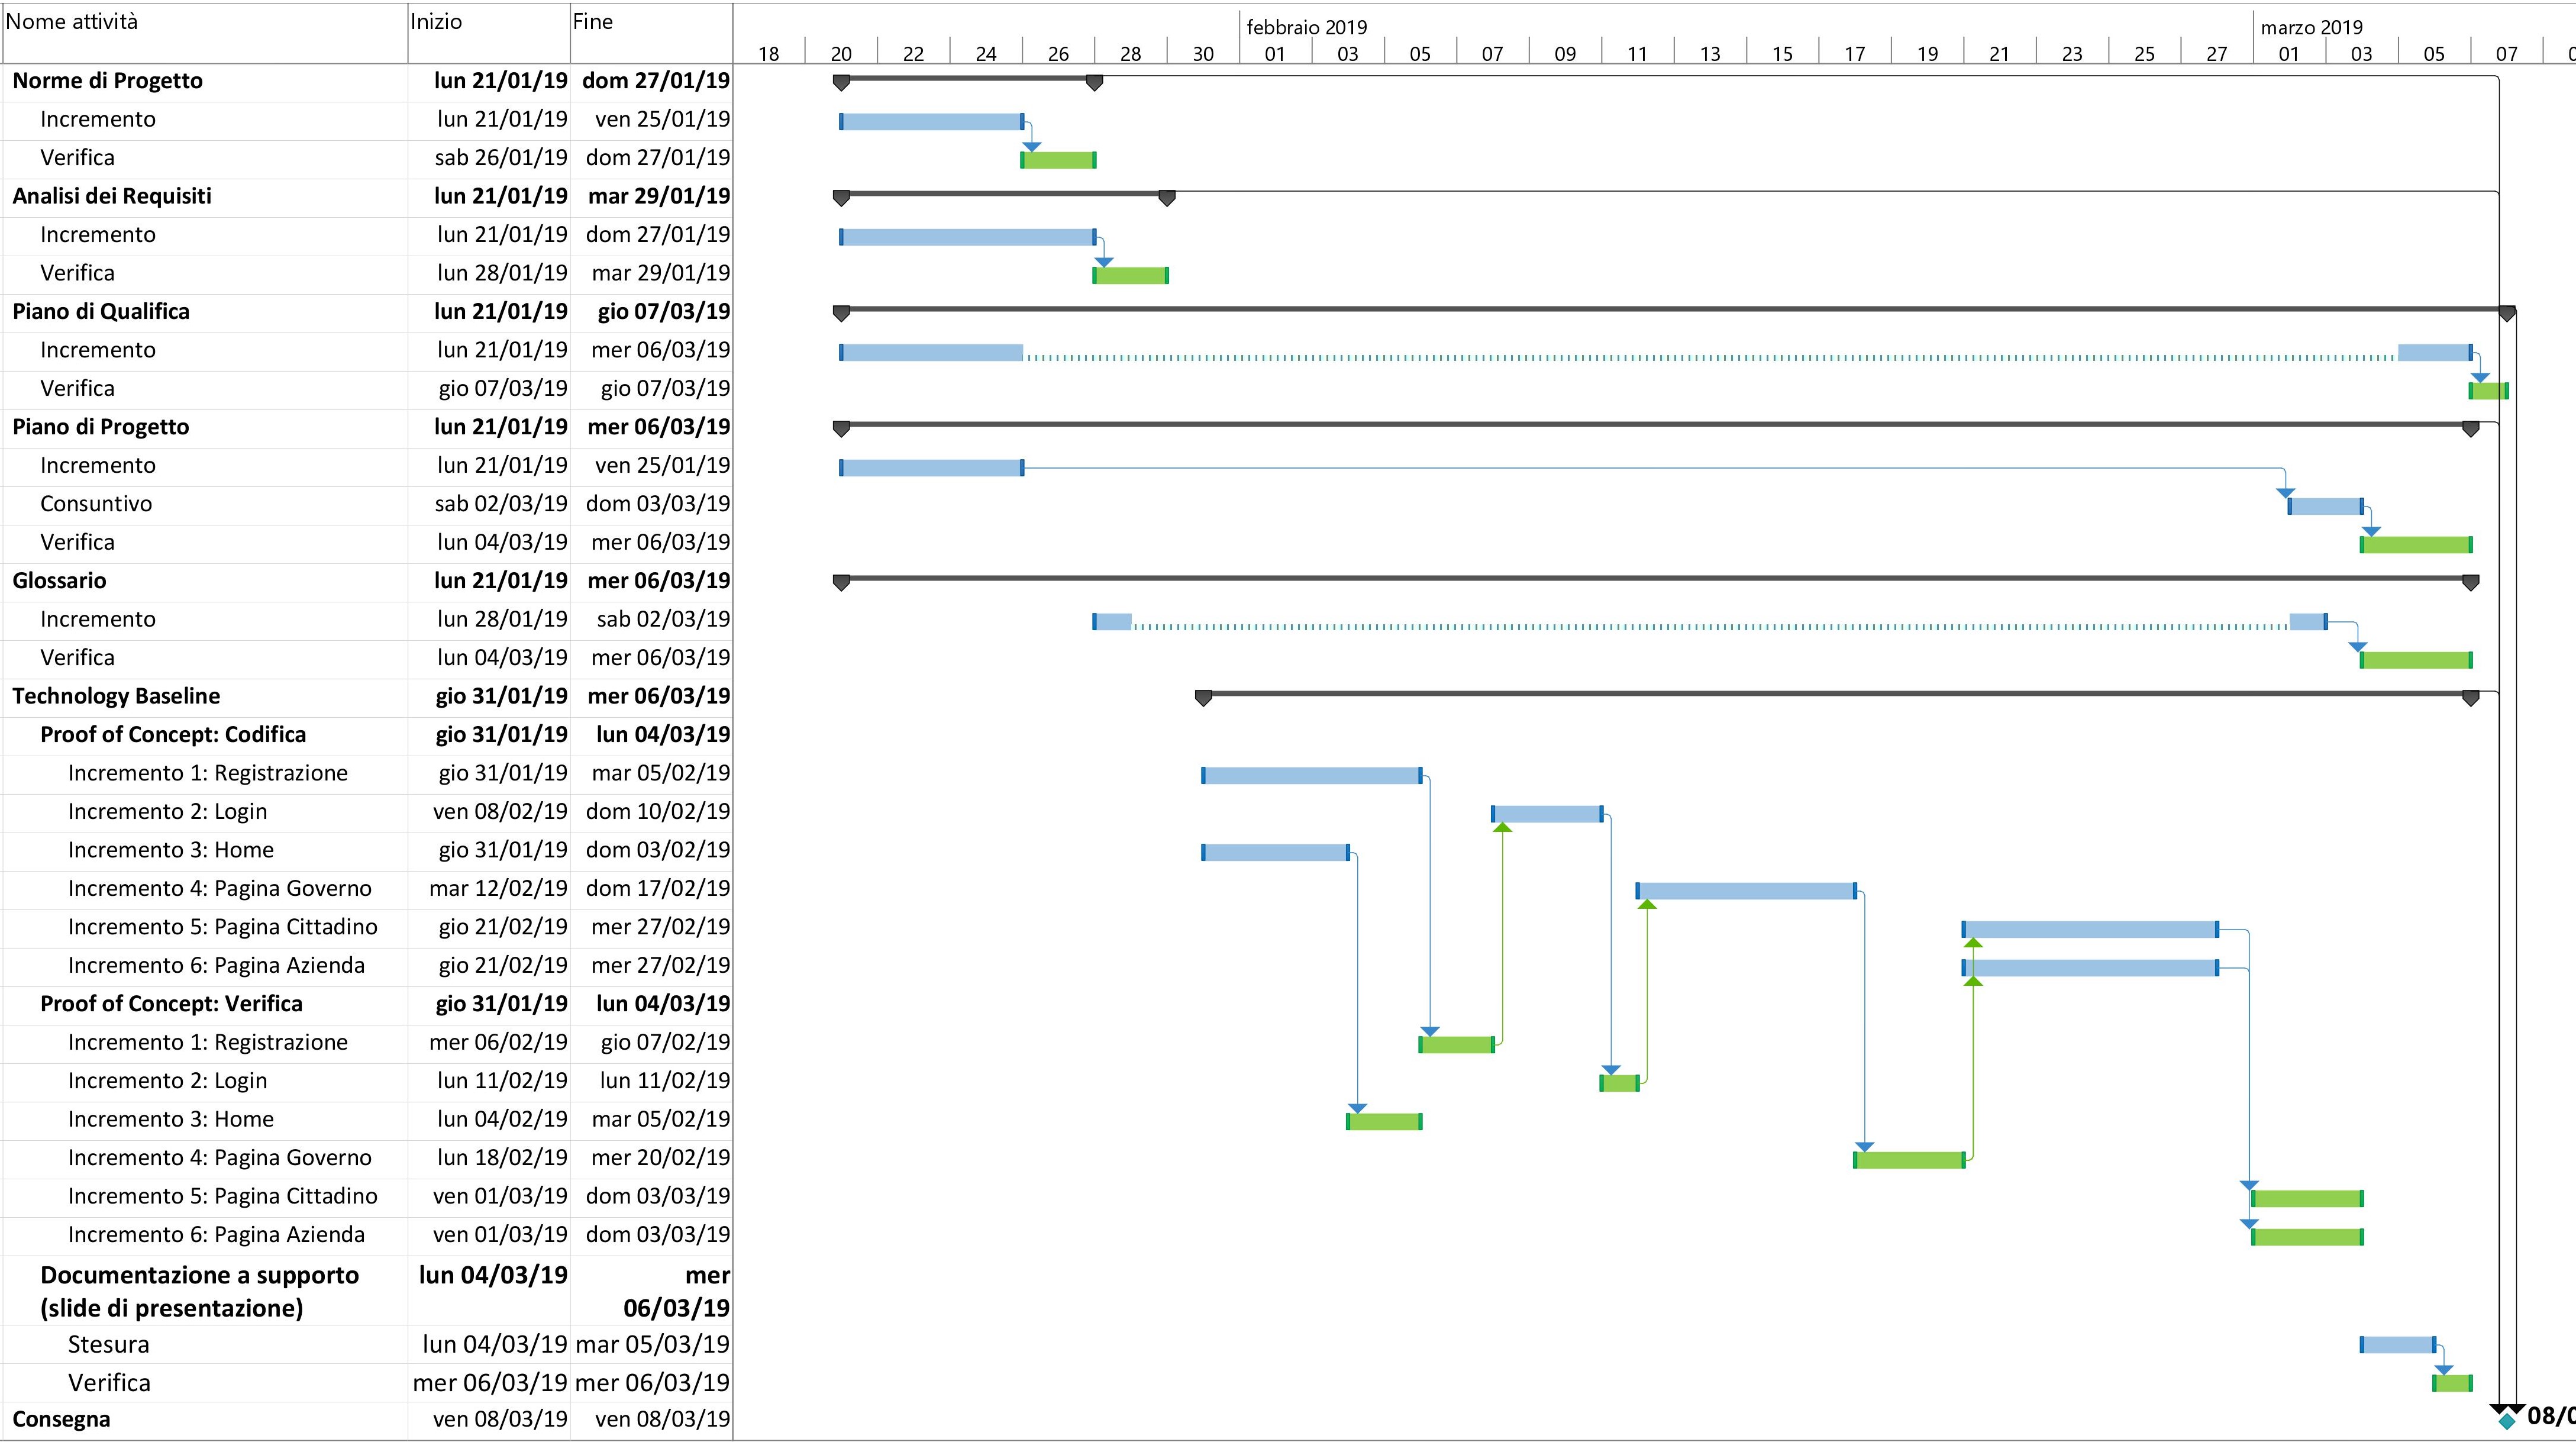 Nome attività Inizio Fine
febbraio 2019 marzo 2019
18 20 22 24 26 28 30 01 03 05 07 09 11 13 15 17 19 21 23 25 27 01 03 05 07
Norme di Progetto lun 21/01/19 dom 27/01/19
Incremento lun 21/01/19 ven 25/01/19
Verifica sab 26/01/19 dom 27/01/19
Analisi dei Requisiti lun 21/01/19 mar 29/01/19
Incremento lun 21/01/19 dom 27/01/19
Verifica lun 28/01/19 mar 29/01/19
Piano di Qualifica lun 21/01/19 gio 07/03/19
Incremento lun 21/01/19 mer 06/03/19
Verifica gio 07/03/19 gio 07/03/19
Piano di Progetto lun 21/01/19 mer 06/03/19
Incremento lun 21/01/19 ven 25/01/19
Consuntivo sab 02/03/19 dom 03/03/19
Verifica lun 04/03/19 mer 06/03/19
Glossario lun 21/01/19 mer 06/03/19
Incremento lun 28/01/19 sab 02/03/19
Verifica lun 04/03/19 mer 06/03/19
Technology Baseline gio 31/01/19 mer 06/03/19
Proof of Concept: Codifica gio 31/01/19 lun 04/03/19
Incremento 1: Registrazione gio 31/01/19 mar 05/02/19
Incremento 2: Login ven 08/02/19 dom 10/02/19
Incremento 3: Home gio 31/01/19 dom 03/02/19
Incremento 4: Pagina Governo mar 12/02/19 dom 17/02/19
Incremento 5: Pagina Cittadino gio 21/02/19 mer 27/02/19
Incremento 6: Pagina Azienda gio 21/02/19 mer 27/02/19
Proof of Concept: Verifica gio 31/01/19 lun 04/03/19
Incremento 1: Registrazione mer 06/02/19 gio 07/02/19
Incremento 2: Login lun 11/02/19 lun 11/02/19
Incremento 3: Home lun 04/02/19 mar 05/02/19
Incremento 4: Pagina Governo lun 18/02/19 mer 20/02/19
Incremento 5: Pagina Cittadino ven 01/03/19 dom 03/03/19
Incremento 6: Pagina Azienda ven 01/03/19 dom 03/03/19
Documentazione a supporto lun 04/03/19 mer
(slide di presentazione) 06/03/19
Stesura lun 04/03/19 mar 05/03/19
Verifica mer 06/03/19 mer 06/03/19
Consegna ven 08/03/19 ven 08/03/19 08/